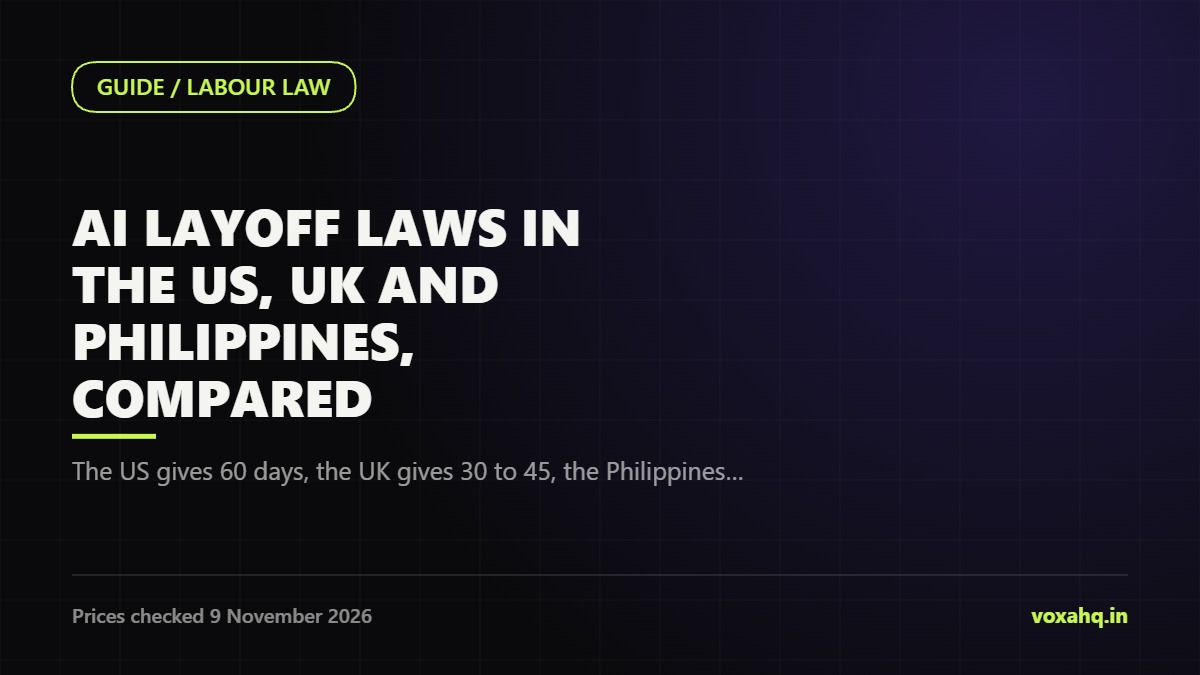 GUIDE / LABOUR LAW
AI LAYOFF LAWS IN
THE US, UK AND
PHILIPPINES,
COMPARED
The US gives 60 days, the UK gives 30 to 45, the Philippines...
Prices checked 9 November 2026
voxahq.in